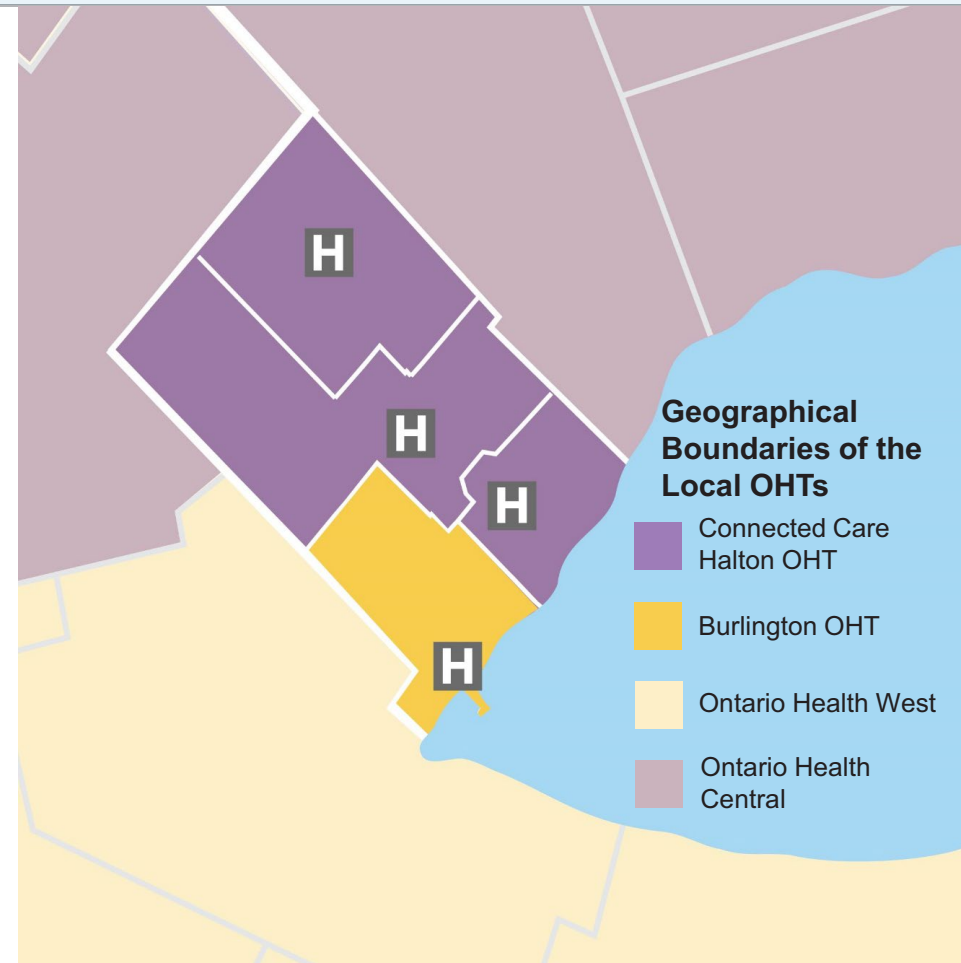 H
H
H
H
Geographical
Boundaries of the
Local OHTs
Connected Care
Halton OHT
Burlington OHT
Ontario Health West
Ontario Health
Central